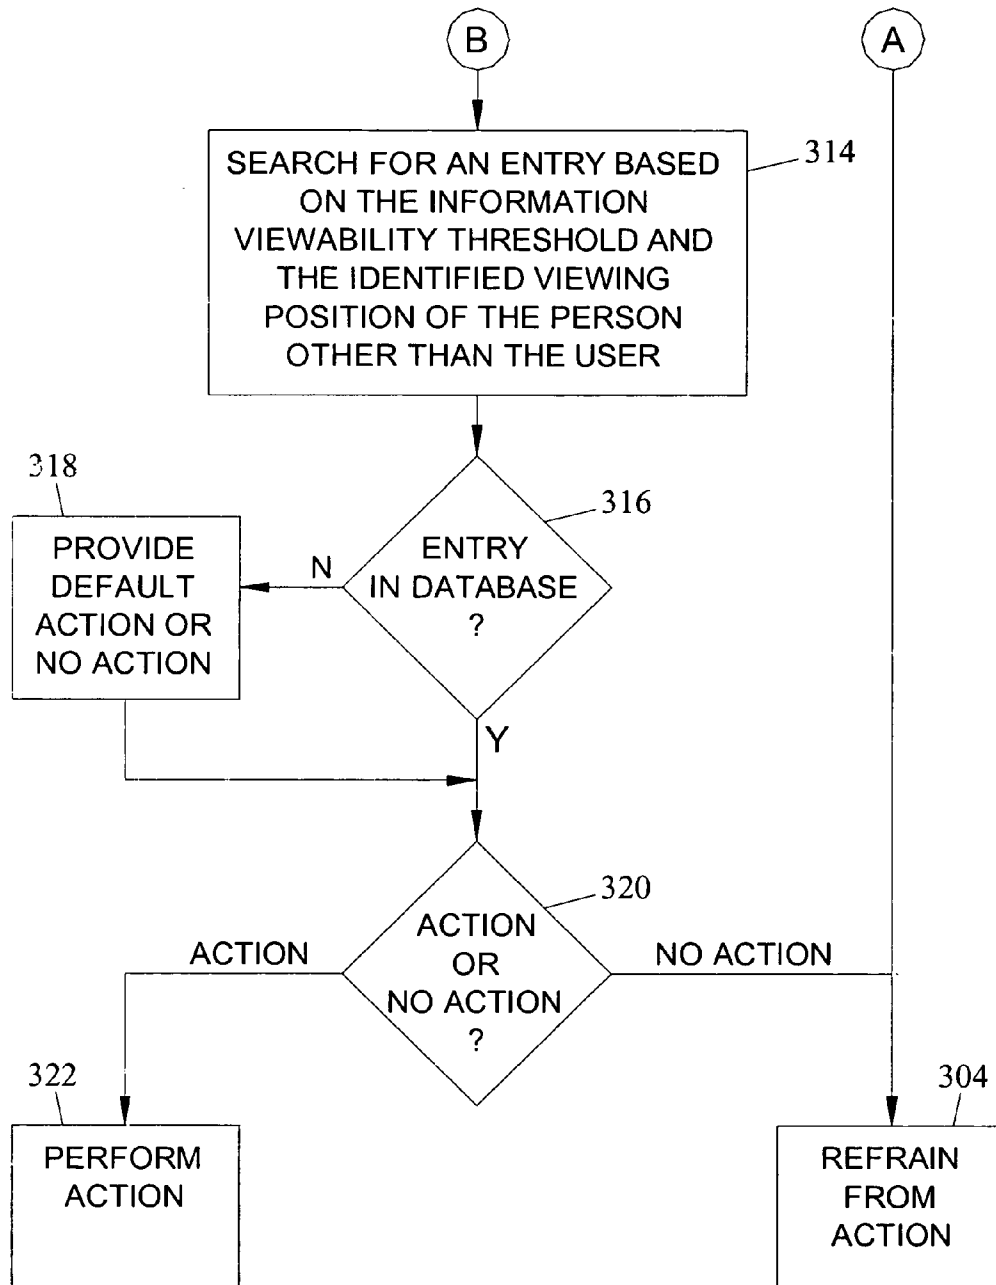 B
A
SEARCH FOR AN ENTRY BASED
ON THE INFORMATION
VIEWABILITY THRESHOLD AND
THE IDENTIFIED VIEWING
POSITION OF THE PERSON
OTHER THAN THE USER
314
318
316
PROVIDE
DEFAULT
ACTION OR
NO ACTION
N
ENTRY
IN DATABASE
?
Y
320
ACTION
ACTION
OR
NO ACTION
?
NO ACTION
322
304
PERFORM
ACTION
REFRAIN
FROM
ACTION